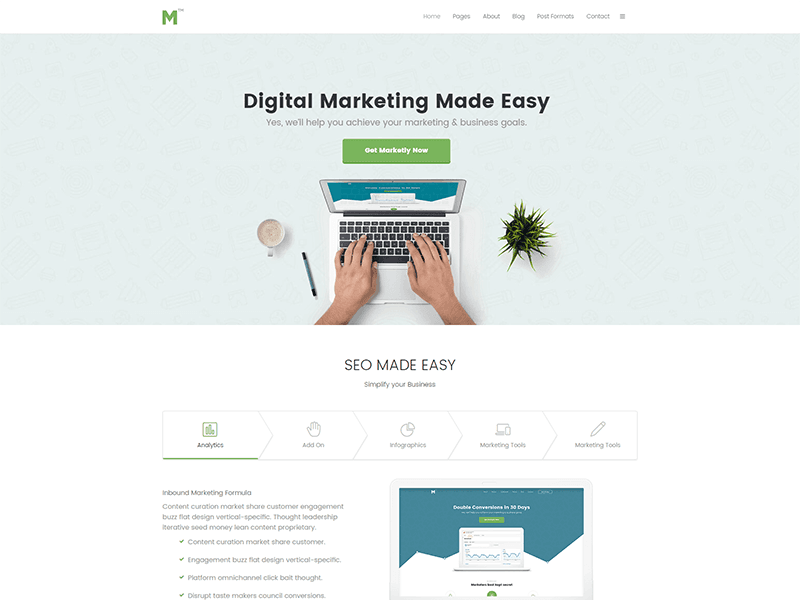 M
Home Pages About Blog Post Formats Contact
Digital Marketing Made Easy
Yes, we'll help you achieve your marketing & business goals.
Get Marketly Now
SEO MADE EASY
Simplify your Business
Analytics
Add On
Infographics
Marketing Tools
Marketing Tools
Inbound Marketing Formula
Content curation market share customer engagement
buzz flat design vertical-specific. Thought leadership
iterative seed money lean content proprietary.
Content curation market share customer.
Engagement buzz flat design vertical-specific.
Platform omnichannel click bait thought.
Disrupt taste makers council conversions.
M
Double Conversions in 30 Days
Marketers Best kept secret